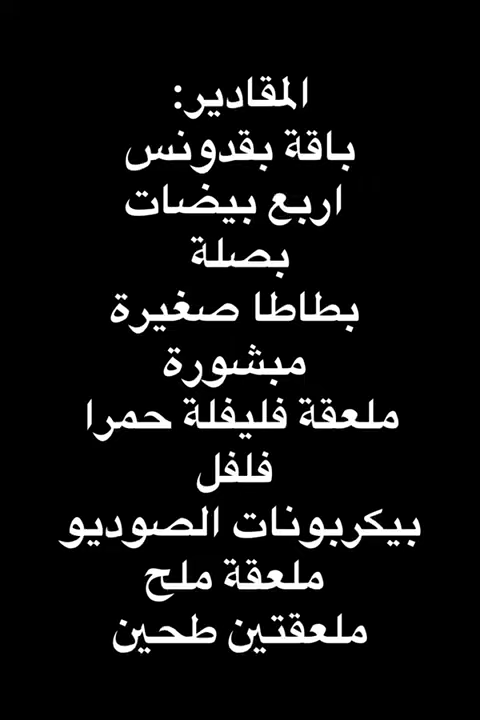 المقادير:
باقة بقدونس
اربع بيضات
بصلة
بطاطا صغيرة
مبشورة
ملعقة فليفلة حمرا
فلفل
بيكربونات الصوديو
ملعقة ملح
ملعقتين طحين